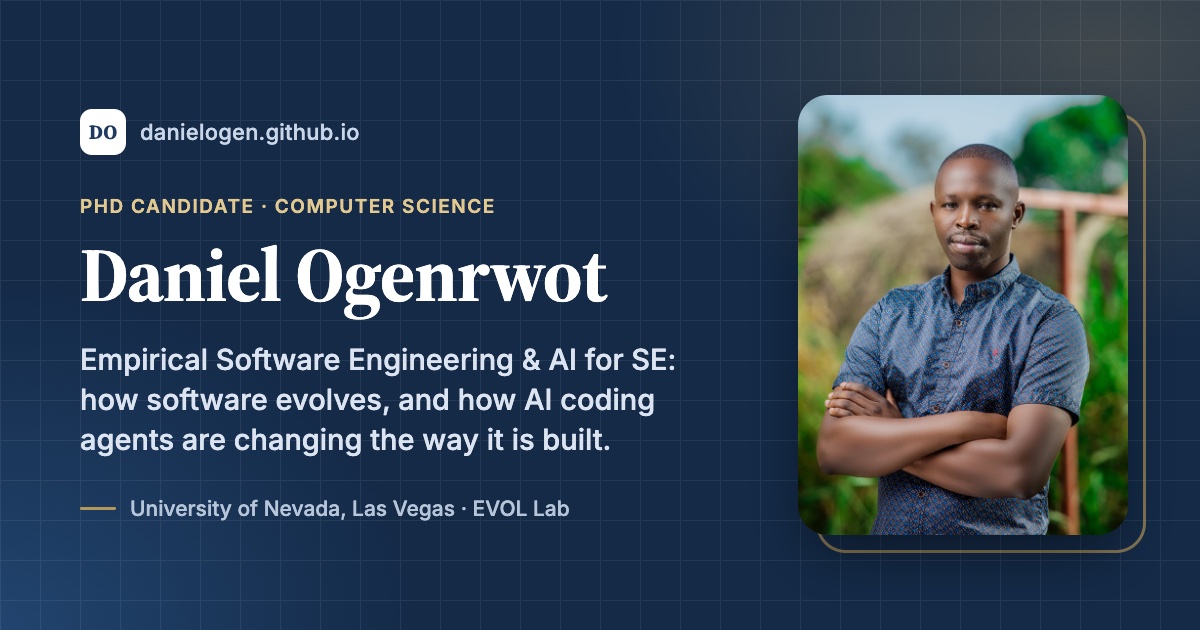 DO
danielogen.github.io
PHD CANDIDATE · COMPUTER SCIENCE
Daniel Ogenrwot
Empirical Software Engineering & AI for SE:
how software evolves, and how AI coding
agents are changing the way it is built.
University of Nevada, Las Vegas · EVOL Lab